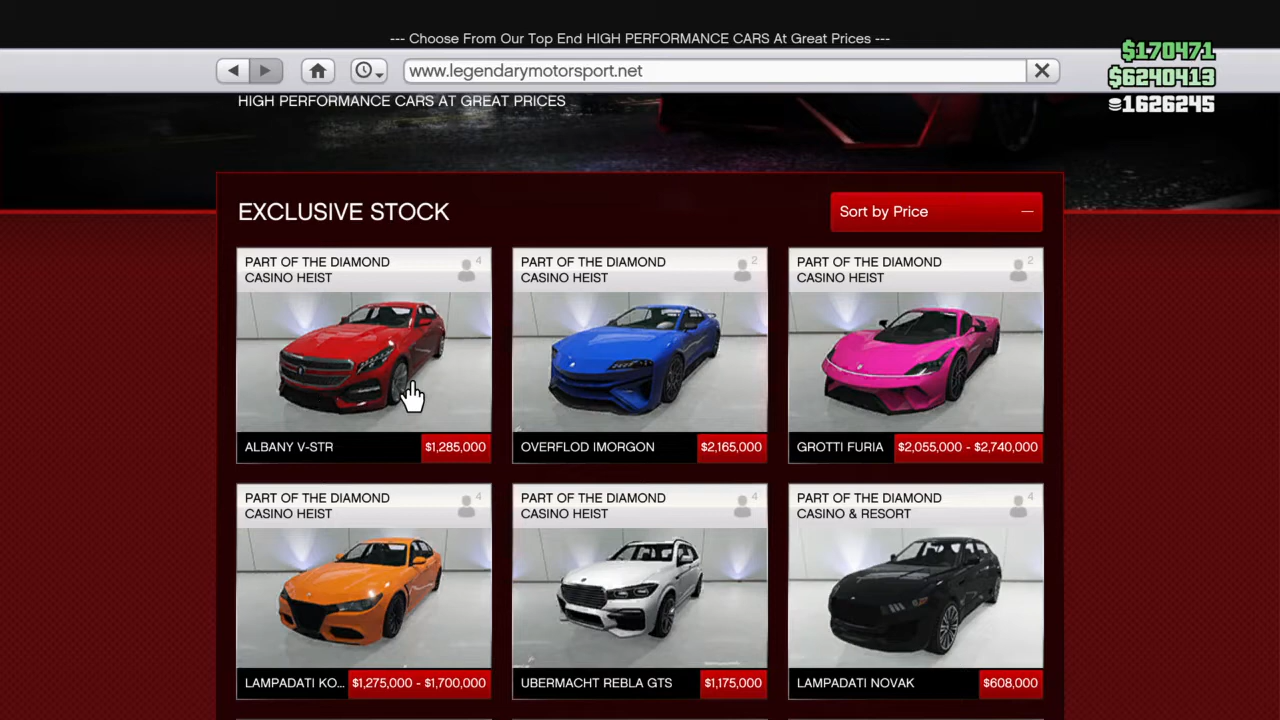 --- Choose From Our Top End HIGH PERFORMANCE CARS At Great Prices ---
$170471
www.legendarymotorsport.net
$6240413
1626245
HIGH PERFORMANCE CARS AT GREAT PRICES
EXCLUSIVE STOCK
Sort by Price
PART OF THE DIAMOND
CASINO HEIST
4
ALBANY V-STR
$1,285,000
PART OF THE DIAMOND
CASINO HEIST
2
OVERFLOD IMORGON
$2,165,000
PART OF THE DIAMOND
CASINO HEIST
2
GROTTI FURIA
$2,055,000 - $2,740,000
PART OF THE DIAMOND
CASINO HEIST
4
LAMPADATI KO...
$1,275,000 - $1,700,000
PART OF THE DIAMOND
CASINO HEIST
4
UBERMACHT REBLA GTS
$1,175,000
PART OF THE DIAMOND
CASINO & RESORT
4
LAMPADATI NOVAK
$608,000